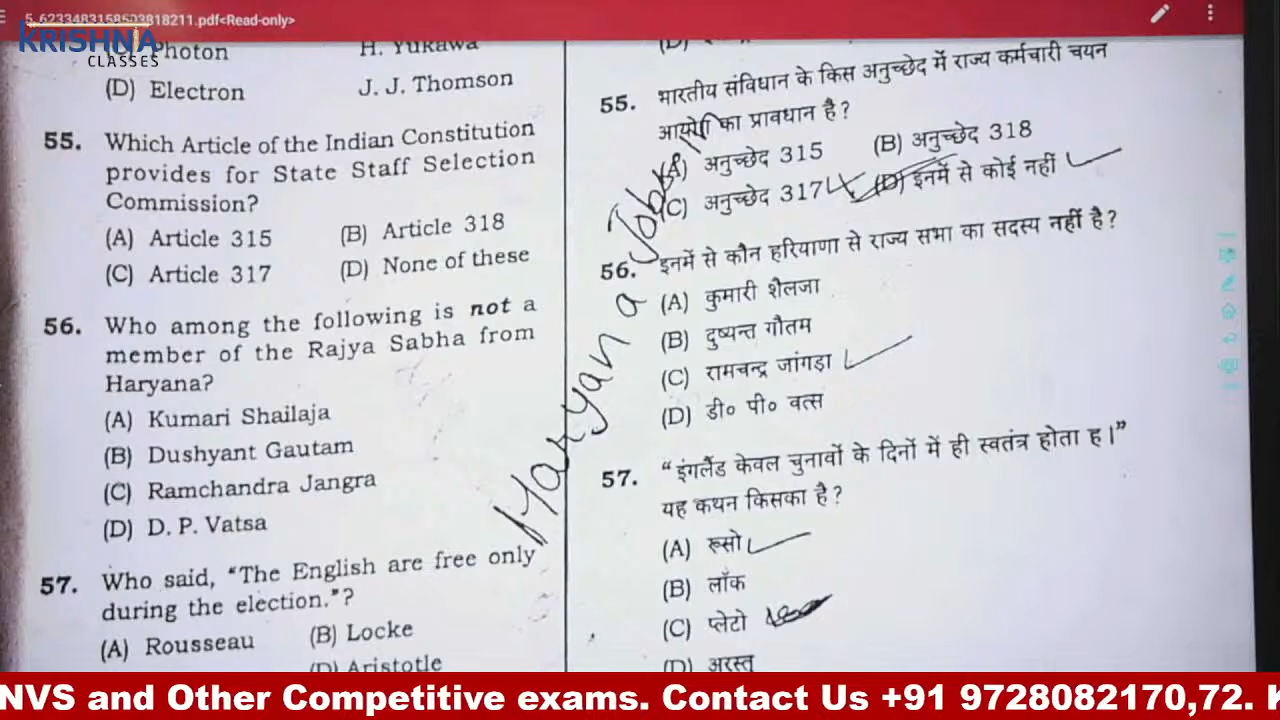 5_6233483158503818211.pdf<Read-only>
KRISHNA
CLASSES
Photon H. Yukawa
(D) Electron J. J. Thomson
55. Which Article of the Indian Constitution
provides for State Staff Selection
Commission?
(A) Article 315 (B) Article 318
(C) Article 317 (D) None of these
56. Who among the following is not a
member of the Rajya Sabha from
Haryana?
(A) Kumari Shailaja
(B) Dushyant Gautam
(C) Ramchandra Jangra
(D) D. P. Vatsa
57. Who said, “The English are free only
during the election.”?
(A) Rousseau (B) Locke
(D) Aristotle
55. भारतीय संविधान के किस अनुच्छेद में राज्य कर्मचारी चयन
आयोग का प्रावधान है?
(A) अनुच्छेद 315 (B) अनुच्छेद 318
(C) अनुच्छेद 317 (D) इनमें से कोई नहीं
56. इनमें से कौन हरियाणा से राज्य सभा का सदस्य नहीं है?
(A) कुमारी शैलजा
(B) दुष्यन्त गौतम
(C) रामचन्द्र जांगड़ा
(D) डी० पी० वत्स
57. “इंगलैंड केवल चुनावों के दिनों में ही स्वतंत्र होता ह।”
यह कथन किसका है?
(A) रूसो
(B) लॉक
(C) प्लेटो
(D) अरस्तू
Haryana Jobs
NVS and Other Competitive exams. Contact Us +91 9728082170,72. K